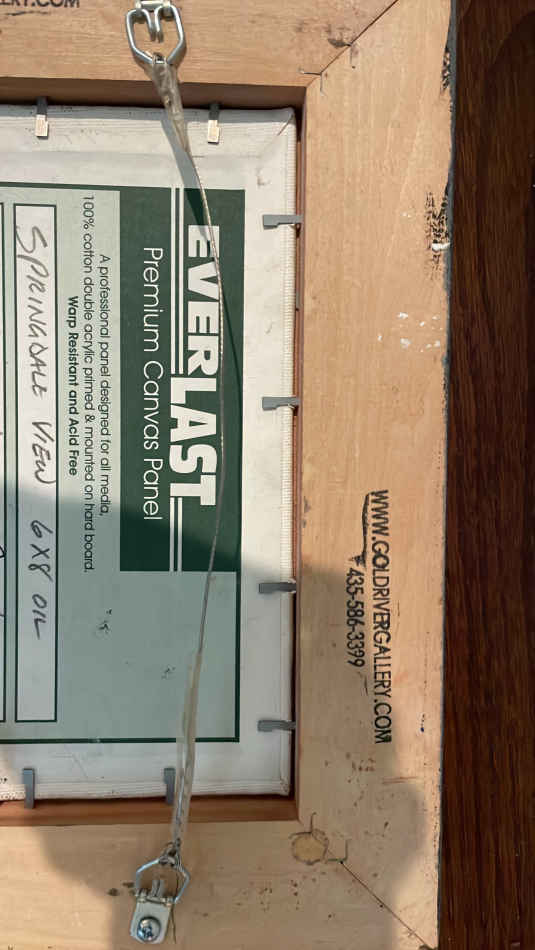 LERY.COM
EVERLAST
Premium Canvas Panel
A professional panel designed for all media,
100% cotton double acrylic primed & mounted on hard board.
Warp Resistant and Acid Free
SPRINGDALE VIEW 6X8 OIL
WWW.GOLDRIVERGALLERY.COM
435-586-3399